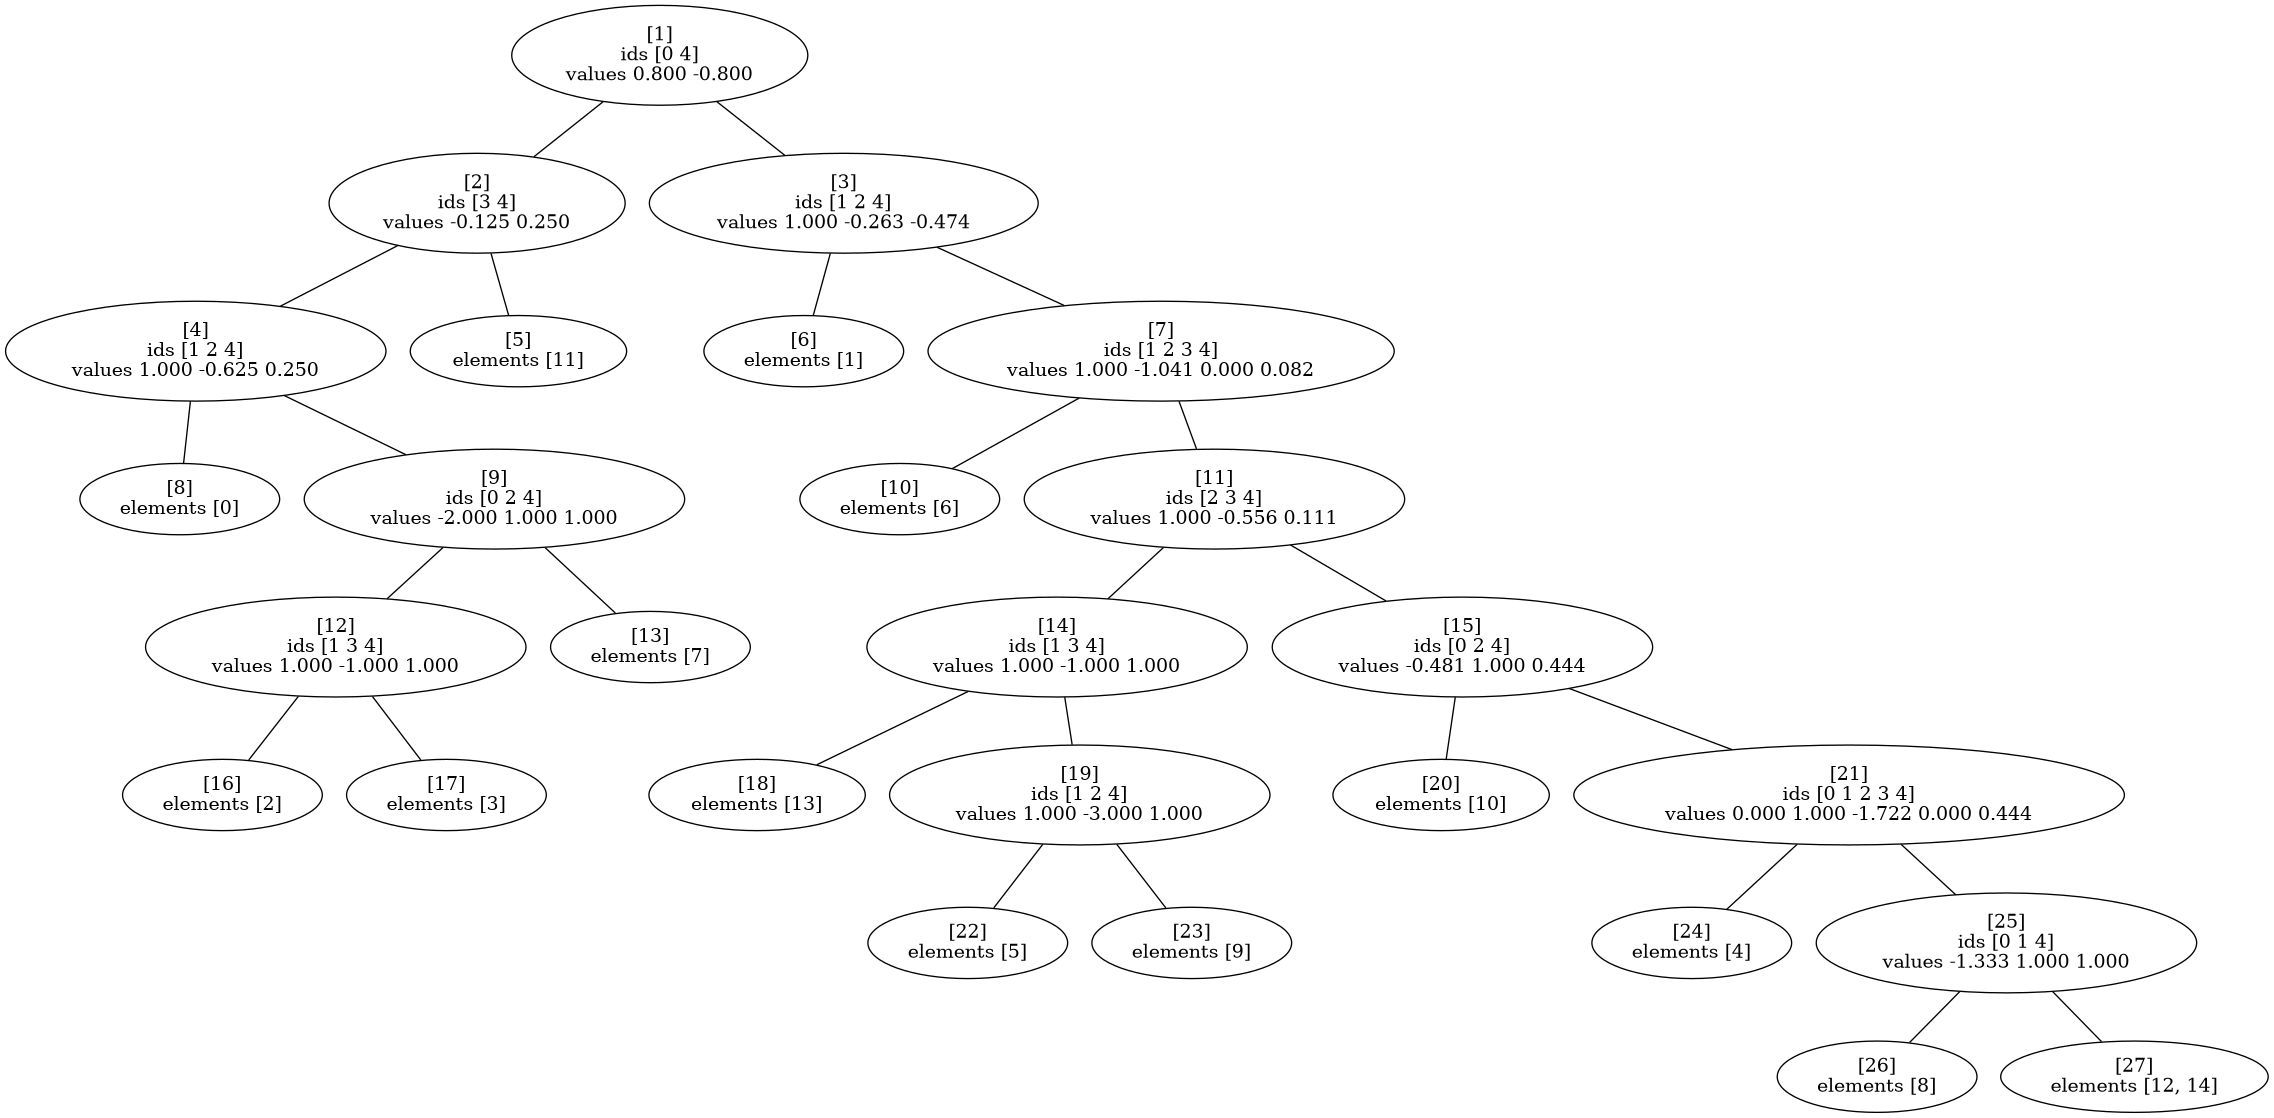 [1]
ids [0 4]
values 0.800 -0.800
[2]
ids [3 4]
values -0.125 0.250
[3]
ids [1 2 4]
values 1.000 -0.263 -0.474
[4]
ids [1 2 4]
values 1.000 -0.625 0.250
[5]
elements [11]
[6]
elements [1]
[7]
ids [1 2 3 4]
values 1.000 -1.041 0.000 0.082
[8]
elements [0]
[9]
ids [0 2 4]
values -2.000 1.000 1.000
[10]
elements [6]
[11]
ids [2 3 4]
values 1.000 -0.556 0.111
[12]
ids [1 3 4]
values 1.000 -1.000 1.000
[13]
elements [7]
[14]
ids [1 3 4]
values 1.000 -1.000 1.000
[15]
ids [0 2 4]
values -0.481 1.000 0.444
[16]
elements [2]
[17]
elements [3]
[18]
elements [13]
[19]
ids [1 2 4]
values 1.000 -3.000 1.000
[20]
elements [10]
[21]
ids [0 1 2 3 4]
values 0.000 1.000 -1.722 0.000 0.444
[22]
elements [5]
[23]
elements [9]
[24]
elements [4]
[25]
ids [0 1 4]
values -1.333 1.000 1.000
[26]
elements [8]
[27]
elements [12, 14]